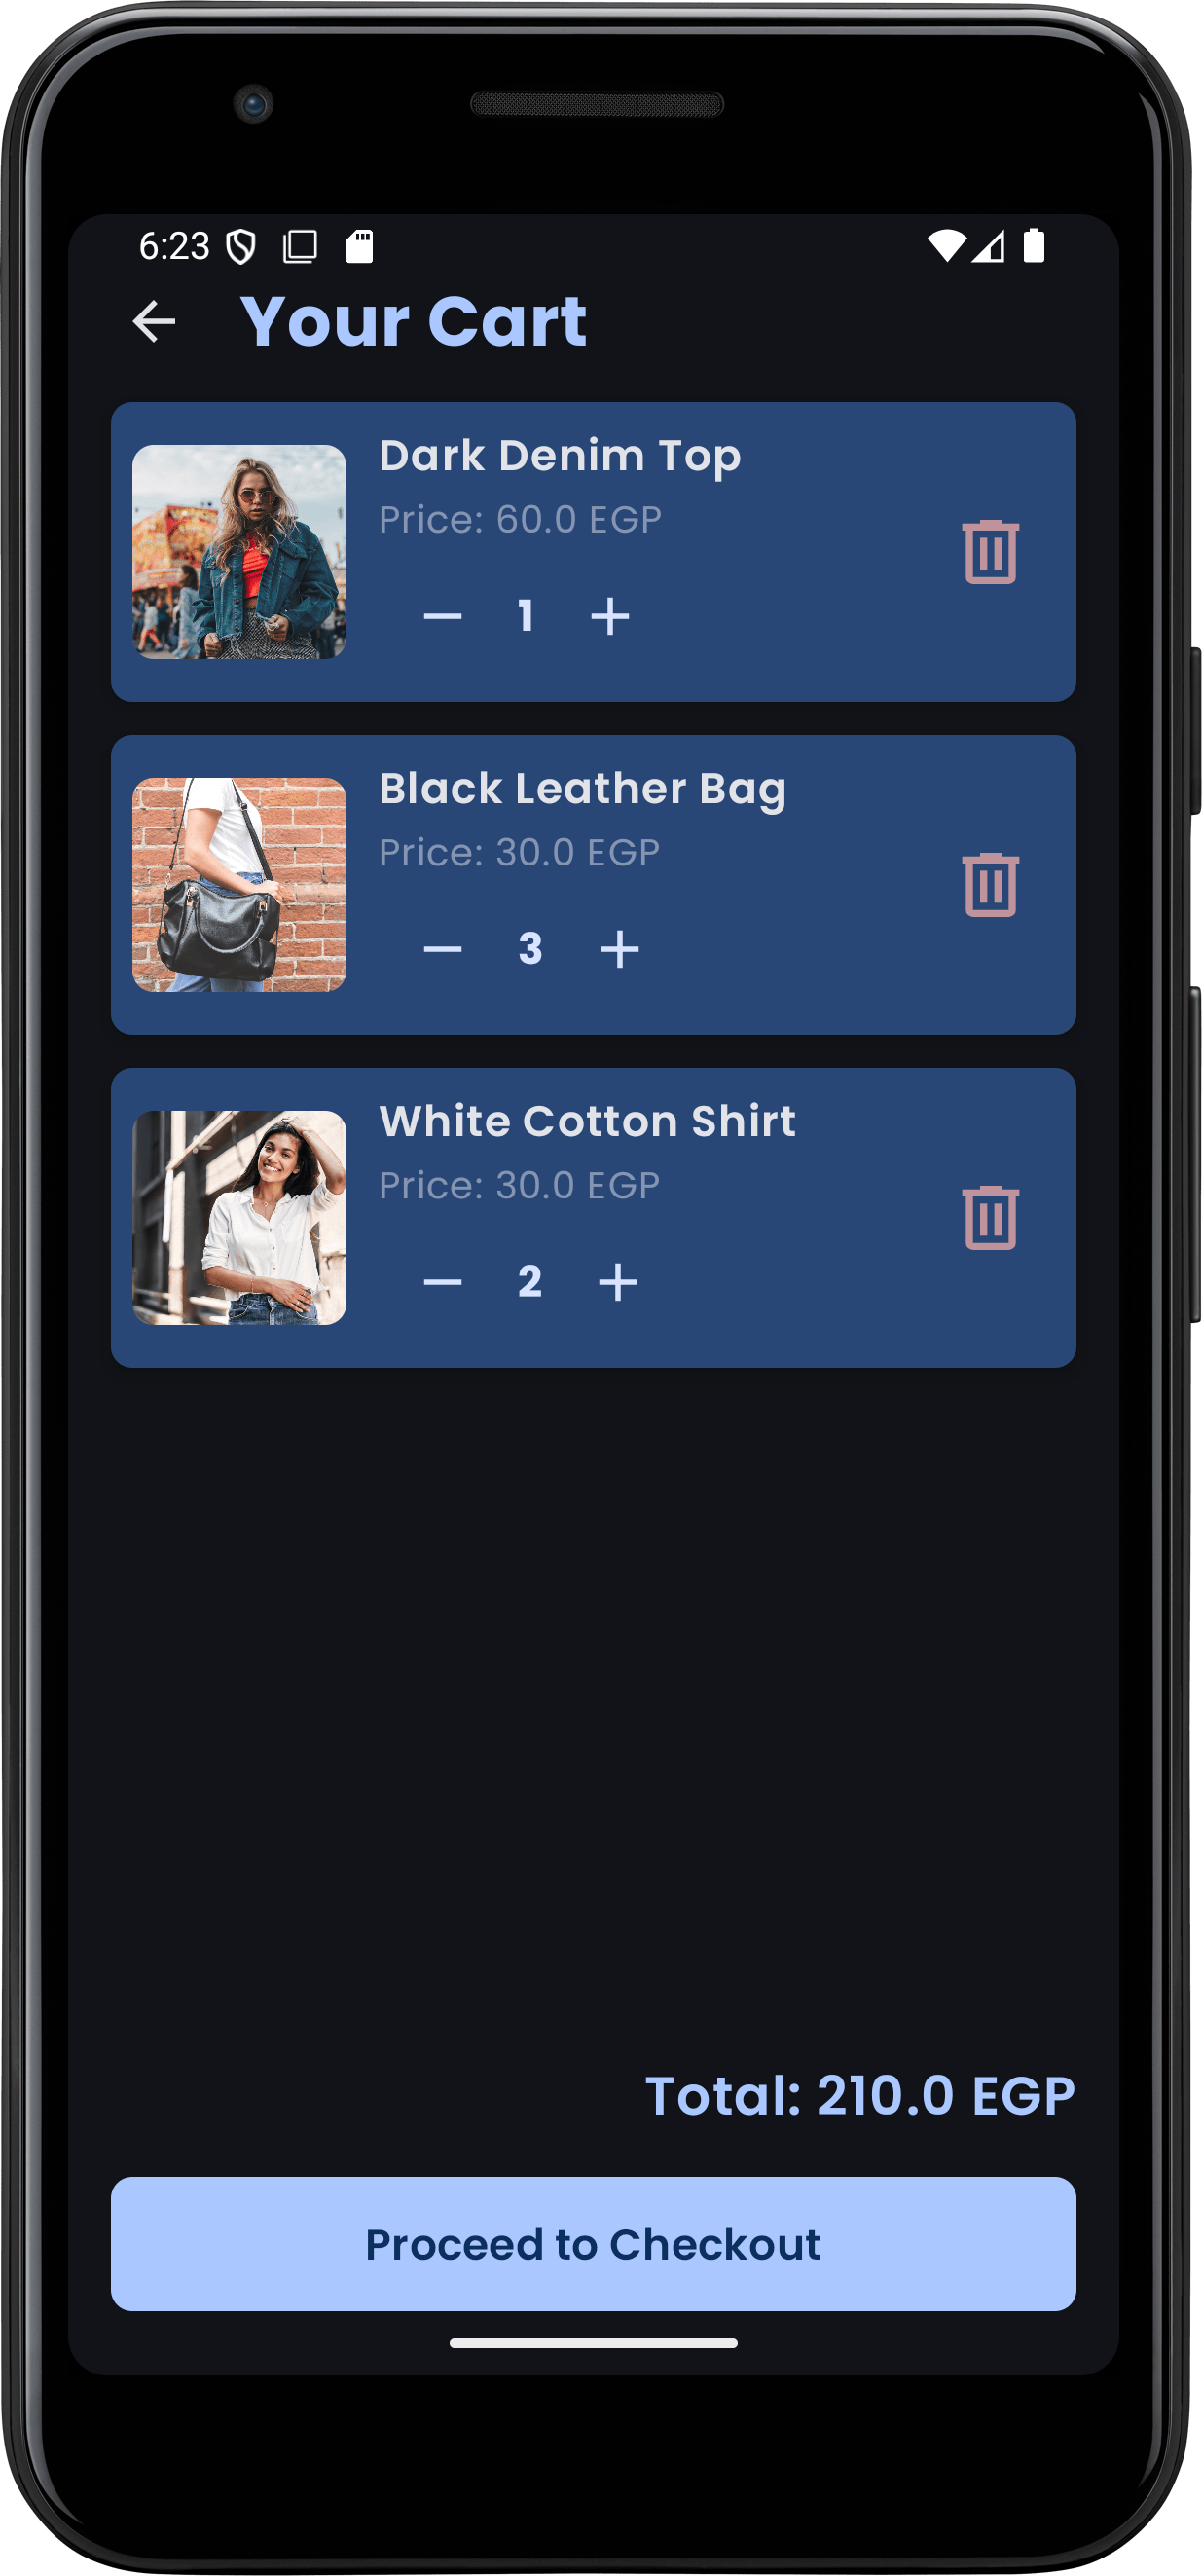 6:23
Your Cart
Dark Denim Top
Price: 60.0 EGP
1
Black Leather Bag
Price: 30.0 EGP
3
White Cotton Shirt
Price: 30.0 EGP
2
Total: 210.0 EGP
Proceed to Checkout